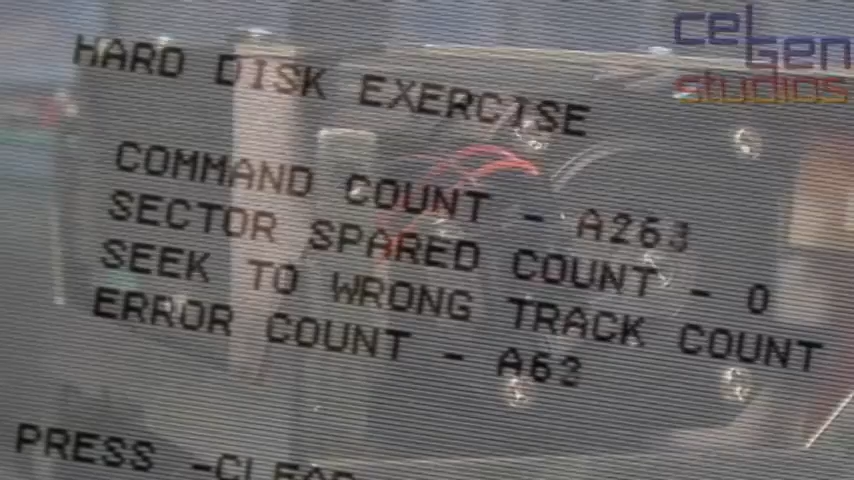 celGen
studios
HARD DISK EXERCISE
COMMAND COUNT - A263
SECTOR SPARED COUNT - 0
SEEK TO WRONG TRACK COUNT
ERROR COUNT - A62
PRESS -CLEAR